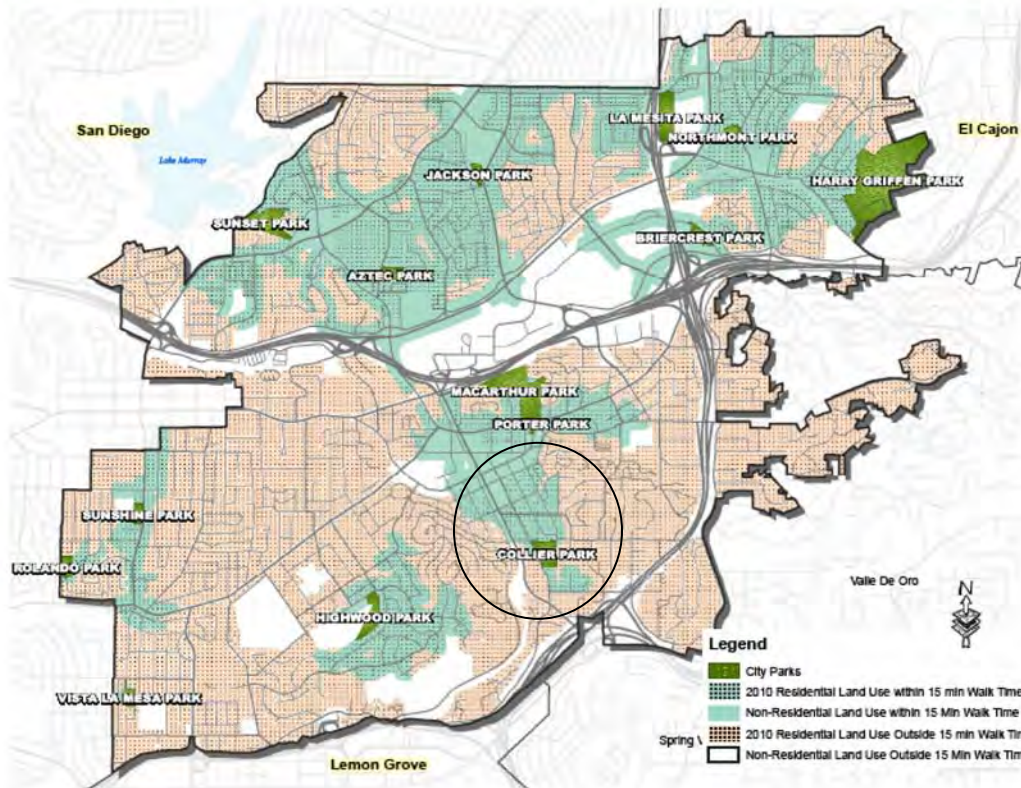 San Diego
El Cajon
Lake Murray
LA MESITA PARK
NORTHMONT PARK
JACKSON PARK
HARRY GRIFFEN PARK
SUNSET PARK
BRIERCREST PARK
AZTEC PARK
MACARTHUR PARK
PORTER PARK
SUNSHINE PARK
COLLIER PARK
ROLANDO PARK
HIGHWOOD PARK
VISTA LA MESA PARK
Valle De Oro
N
Legend
City Parks
2010 Residential Land Use within 15 min Walk Time
Non-Residential Land Use within 15 Min Walk Time
2010 Residential Land Use Outside 15 min Walk Tim
Non-Residential Land Use Outside 15 Min Walk Tim
Spring V
Lemon Grove